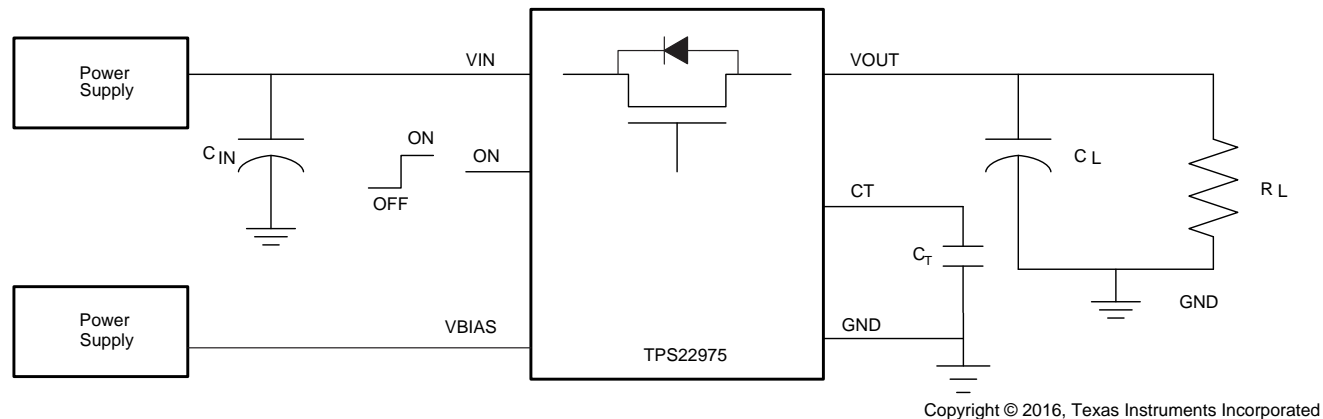 Power
Supply
VIN
VOUT
C IN
ON
OFF
ON
C L
R L
CT
CT
GND
Power
Supply
VBIAS
GND
TPS22975
Copyright © 2016, Texas Instruments Incorporated